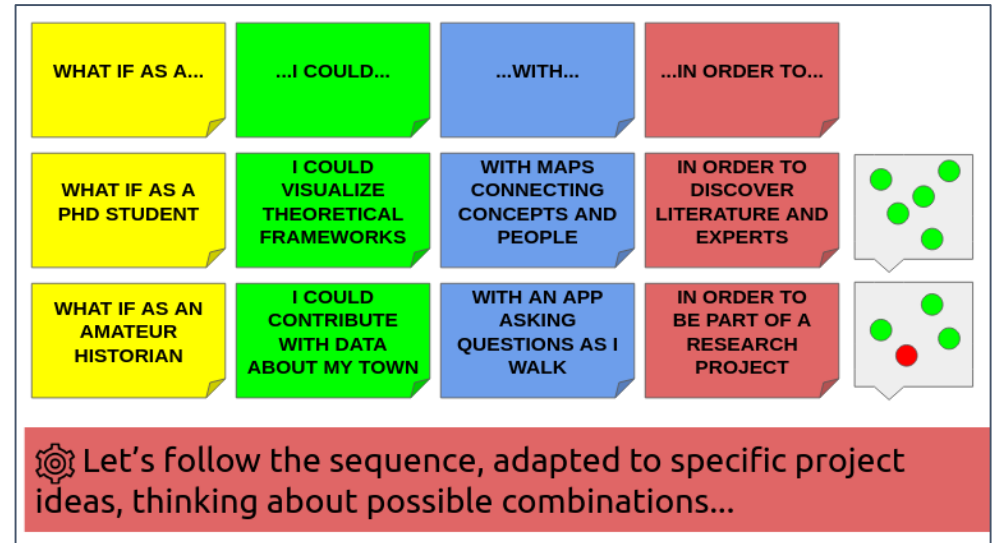 WHAT IF AS A...
...I COULD...
...WITH...
...IN ORDER TO...
WHAT IF AS A
PHD STUDENT
I COULD
VISUALIZE
THEORETICAL
FRAMEWORKS
WITH MAPS
CONNECTING
CONCEPTS AND
PEOPLE
IN ORDER TO
DISCOVER
LITERATURE AND
EXPERTS
WHAT IF AS AN
AMATEUR
HISTORIAN
I COULD
CONTRIBUTE
WITH DATA
ABOUT MY TOWN
WITH AN APP
ASKING
QUESTIONS AS I
WALK
IN ORDER TO
BE PART OF A
RESEARCH
PROJECT
Let’s follow the sequence, adapted to specific project
ideas, thinking about possible combinations...